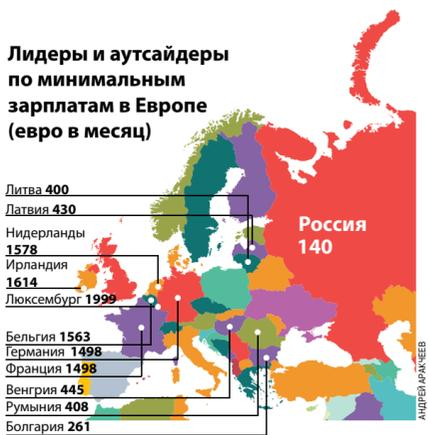 Лидеры и аутсайдеры
по минимальным
зарплатам в Европе
(евро в месяц)
Литва 400
Латвия 430
Нидерланды
1578
Ирландия
1614
Люксембург 1999
Бельгия 1563
Германия 1498
Франция 1498
Венгрия 445
Румыния 408
Болгария 261
Россия
140
АНДРЕЙ АРАКЧЕЕВ